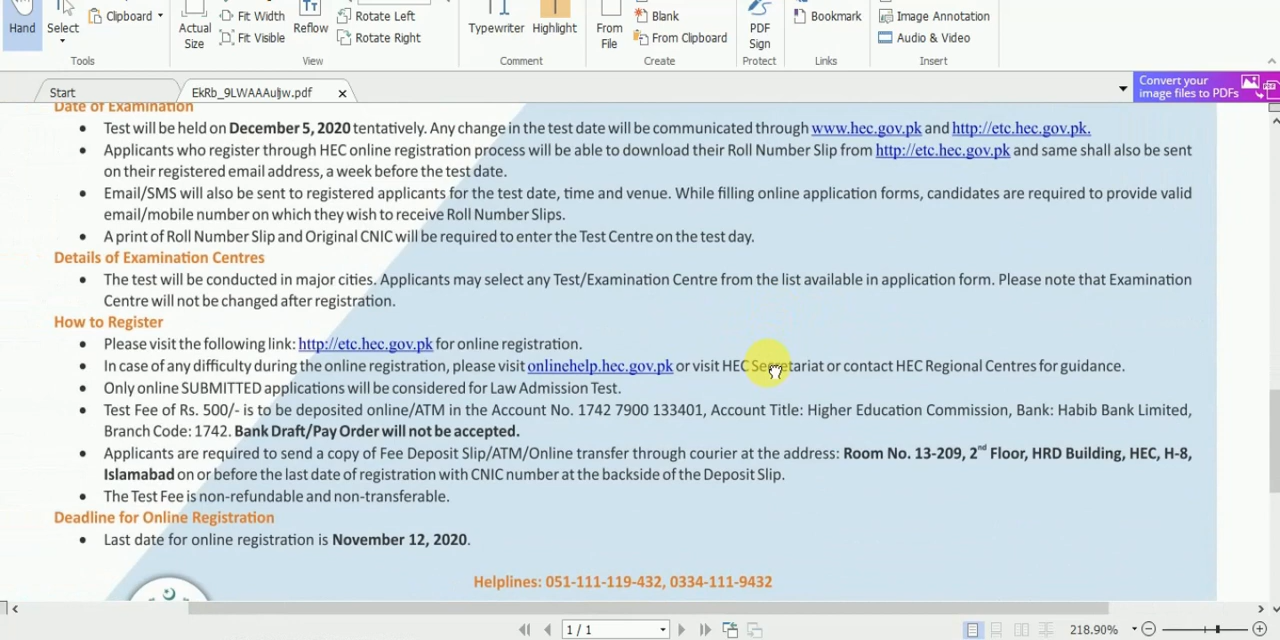 Clipboard
Fit Width
Rotate Left
Blank
Bookmark
Image Annotation
Hand
Select
Actual
Size
Fit Visible
Reflow
Rotate Right
Typewriter
Highlight
From
File
From Clipboard
PDF
Sign
Audio & Video
Tools
View
Comment
Create
Protect
Links
Insert
Start
EkRb_9LWAAAuJjw.pdf
Convert your
image files to PDFs
Date of Examination
• Test will be held on December 5, 2020 tentatively. Any change in the test date will be communicated through www.hec.gov.pk and http://etc.hec.gov.pk.
• Applicants who register through HEC online registration process will be able to download their Roll Number Slip from http://etc.hec.gov.pk and same shall also be sent
on their registered email address, a week before the test date.
• Email/SMS will also be sent to registered applicants for the test date, time and venue. While filling online application forms, candidates are required to provide valid
email/mobile number on which they wish to receive Roll Number Slips.
• A print of Roll Number Slip and Original CNIC will be required to enter the Test Centre on the test day.
Details of Examination Centres
• The test will be conducted in major cities. Applicants may select any Test/Examination Centre from the list available in application form. Please note that Examination
Centre will not be changed after registration.
How to Register
• Please visit the following link: http://etc.hec.gov.pk for online registration.
• In case of any difficulty during the online registration, please visit onlinehelp.hec.gov.pk or visit HEC Secretariat or contact HEC Regional Centres for guidance.
• Only online SUBMITTED applications will be considered for Law Admission Test.
• Test Fee of Rs. 500/- is to be deposited online/ATM in the Account No. 1742 7900 133401, Account Title: Higher Education Commission, Bank: Habib Bank Limited,
Branch Code: 1742. Bank Draft/Pay Order will not be accepted.
• Applicants are required to send a copy of Fee Deposit Slip/ATM/Online transfer through courier at the address: Room No. 13-209, 2nd Floor, HRD Building, HEC, H-8,
Islamabad on or before the last date of registration with CNIC number at the backside of the Deposit Slip.
• The Test Fee is non-refundable and non-transferable.
Deadline for Online Registration
• Last date for online registration is November 12, 2020.
Helplines: 051-111-119-432, 0334-111-9432
1 / 1
218.90%